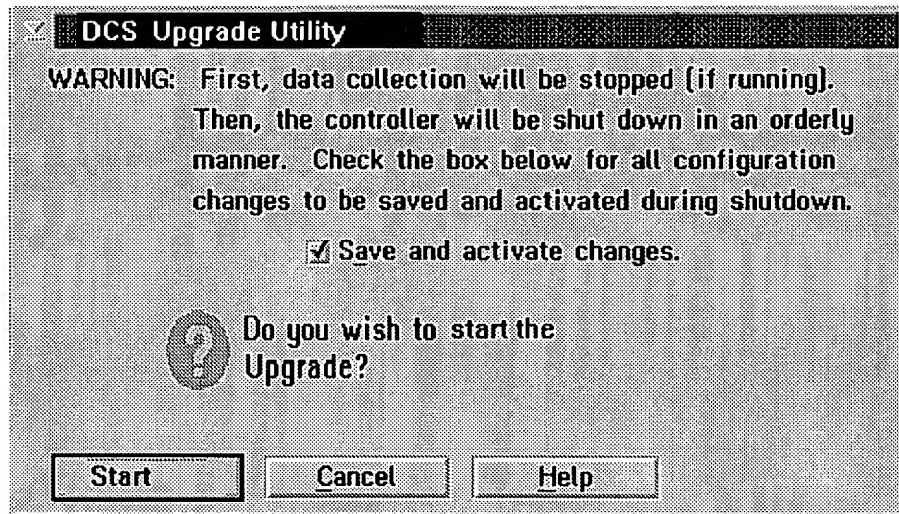 DCS Upgrade Utility
WARNING: First, data collection will be stopped (if running).
Then, the controller will be shut down in an orderly
manner. Check the box below for all configuration
changes to be saved and activated during shutdown.
Save and activate changes.
Do you wish to start the
Upgrade?
Start Cancel Help